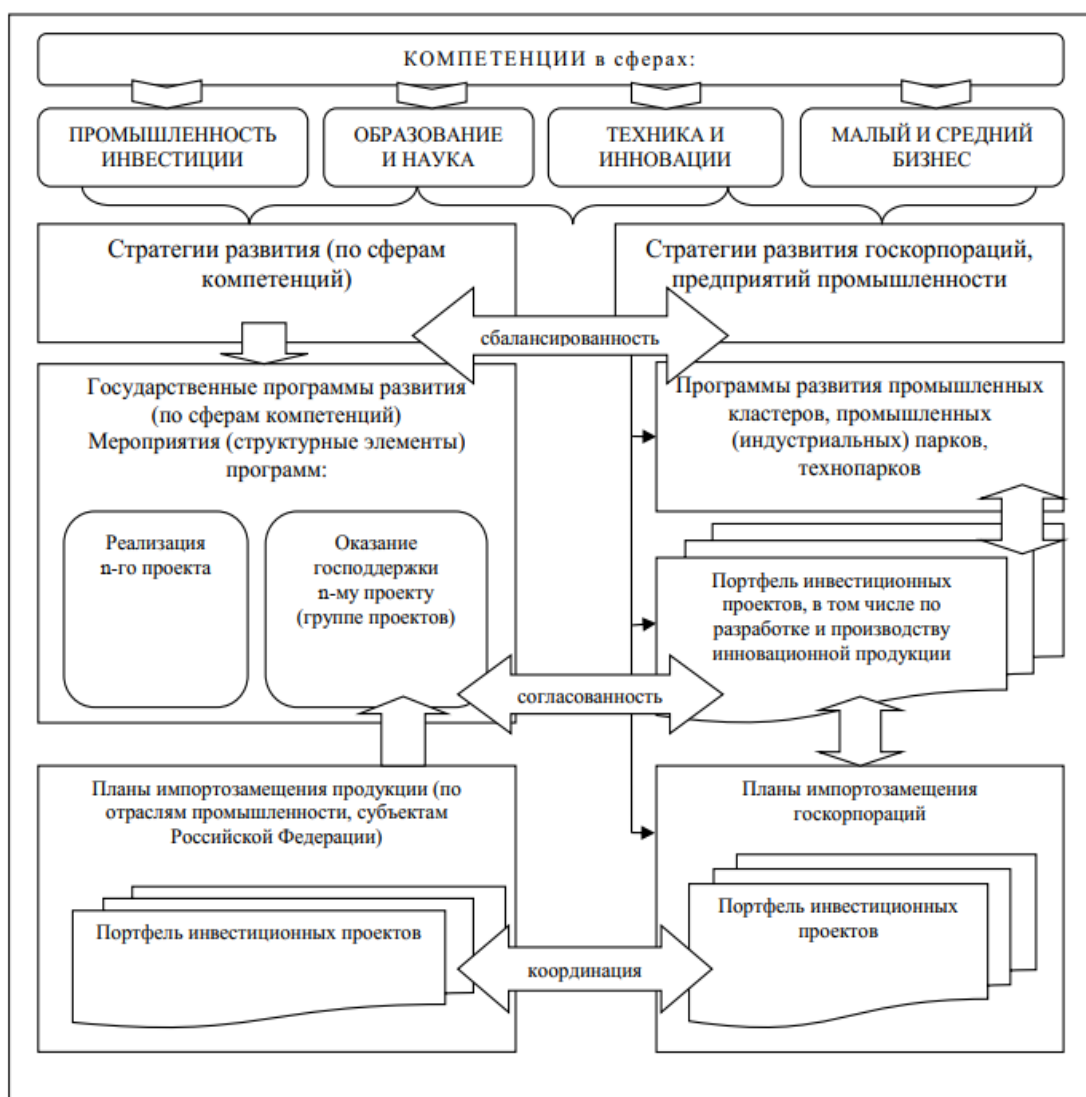 КОМПЕТЕНЦИИ в сферах:
ПРОМЫШЛЕННОСТЬ
ИНВЕСТИЦИИ
ОБРАЗОВАНИЕ
И НАУКА
ТЕХНИКА И
ИННОВАЦИИ
МАЛЫЙ И СРЕДНИЙ
БИЗНЕС
Стратегии развития (по сферам
компетенций)
Стратегии развития госкорпораций,
предприятий промышленности
сбалансированность
Государственные программы развития
(по сферам компетенций)
Мероприятия (структурные элементы)
программ:
Программы развития промышленных
кластеров, промышленных
(индустриальных) парков,
технопарков
Реализация
n-го проекта
Оказание
господдержки
n-му проекту
(группе проектов)
Портфель инвестиционных
проектов, в том числе по
разработке и производству
инновационной продукции
согласованность
Планы импортозамещения продукции (по
отраслям промышленности, субъектам
Российской Федерации)
Планы импортозамещения
госкорпораций
Портфель инвестиционных проектов
Портфель инвестиционных
проектов
координация